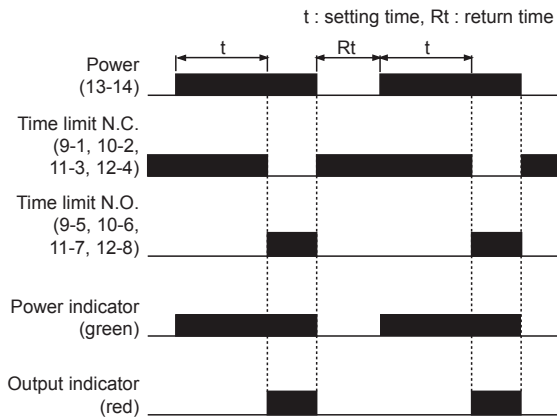 t : setting time, Rt : return time
t Rt t
Power
(13-14)
Time limit N.C.
(9-1, 10-2,
11-3, 12-4)
Time limit N.O.
(9-5, 10-6,
11-7, 12-8)
Power indicator
(green)
Output indicator
(red)